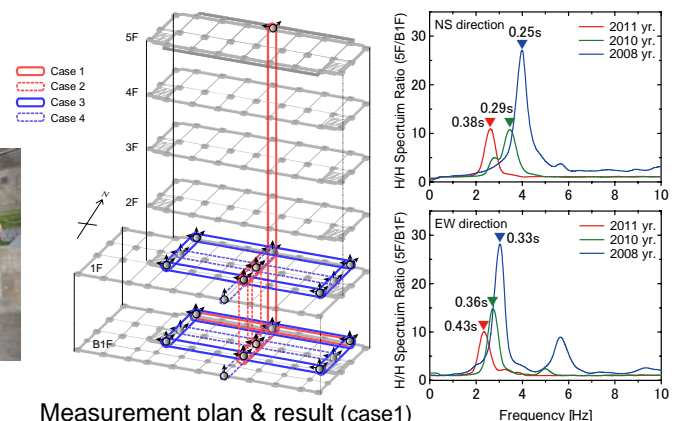 Case 1
Case 2
Case 3
Case 4
N
5F
4F
3F
2F
1F
B1F
Measurement plan & result (case1)
H/H Spectruim Ratio (5F/B1F)
NS direction
0.25s
0.29s
0.38s
2011 yr.
2010 yr.
2008 yr.
30
20
10
0
0 2 4 6 8 10
H/H Spectruim Ratio (5F/B1F)
EW direction
0.33s
0.36s
0.43s
2011 yr.
2010 yr.
2008 yr.
30
20
10
0
0 2 4 6 8 10
Frequency [Hz]